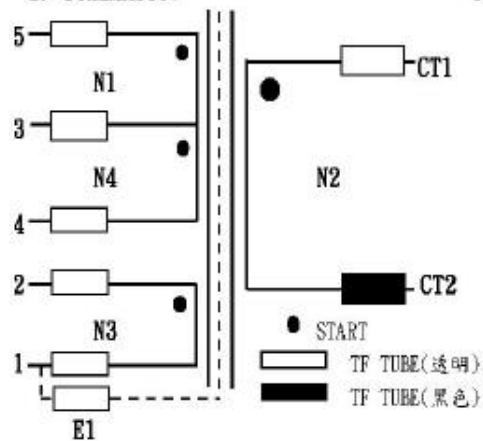 5
CT1
N1
3
N4
N2
4
2
CT2
N3
START
1
TF TUBE(透明)
TF TUBE(黑色)
E1